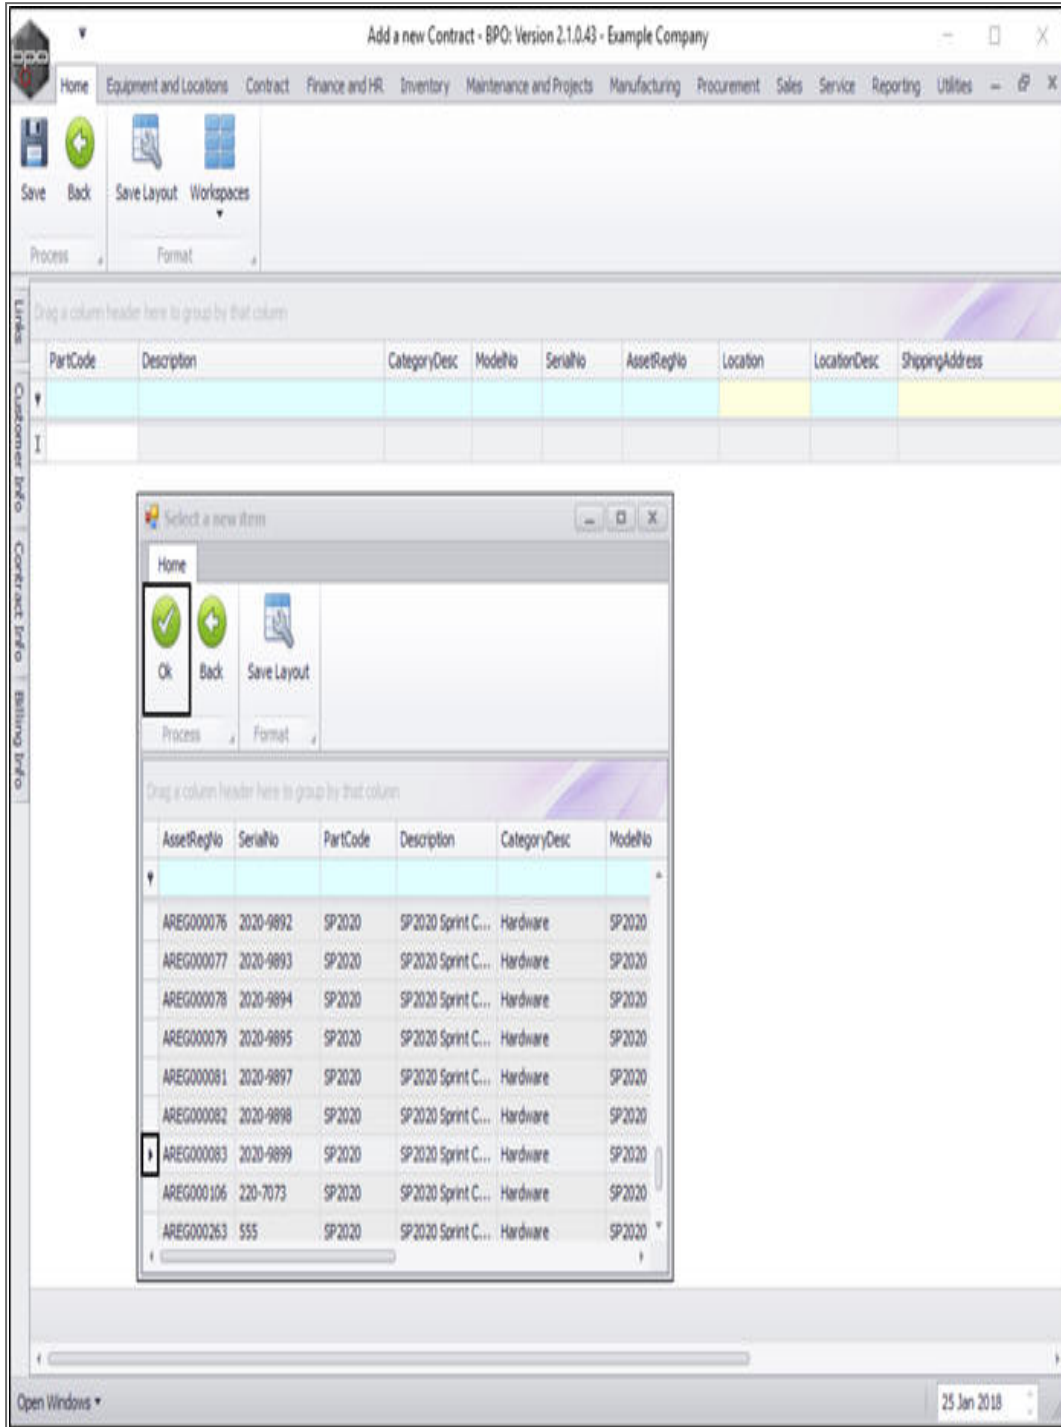 Add a new Contract - BPO: Version 2.1.0.43 - Example Company
bpo
Home Equipment and Locations Contract Finance and HR Inventory Maintenance and Projects Manufacturing Procurement Sales Service Reporting Utilities
Save Back Save Layout Workspaces
Process Format
Links
Customer Info
Contract Info
Billing Info
Drag a column header here to group by that column
PartCode Description CategoryDesc ModelNo SerialNo AssetRegNo Location LocationDesc ShippingAddress
Select a new item
Home
Ok Back Save Layout
Process Format
Drag a column header here to group by that column
AssetRegNo SerialNo PartCode Description CategoryDesc ModelNo
AREG000076 2020-9892 SP2020 SP2020 Sprint C... Hardware SP2020
AREG000077 2020-9893 SP2020 SP2020 Sprint C... Hardware SP2020
AREG000078 2020-9894 SP2020 SP2020 Sprint C... Hardware SP2020
AREG000079 2020-9895 SP2020 SP2020 Sprint C... Hardware SP2020
AREG000081 2020-9897 SP2020 SP2020 Sprint C... Hardware SP2020
AREG000082 2020-9898 SP2020 SP2020 Sprint C... Hardware SP2020
AREG000083 2020-9899 SP2020 SP2020 Sprint C... Hardware SP2020
AREG000106 220-7073 SP2020 SP2020 Sprint C... Hardware SP2020
AREG000263 555 SP2020 SP2020 Sprint C... Hardware SP2020
Open Windows 25 Jan 2018